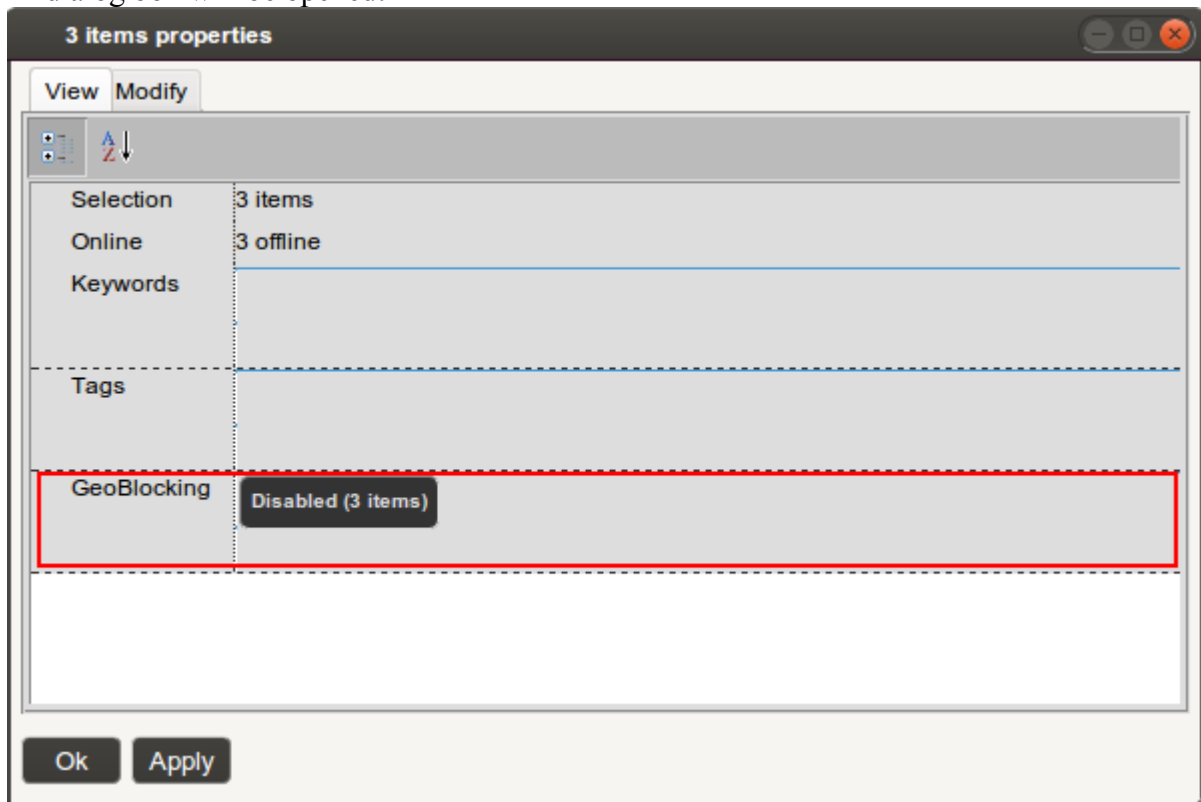 3 items properties
View Modify
Selection 3 items
Online 3 offline
Keywords
Tags
GeoBlocking Disabled (3 items)
Ok Apply